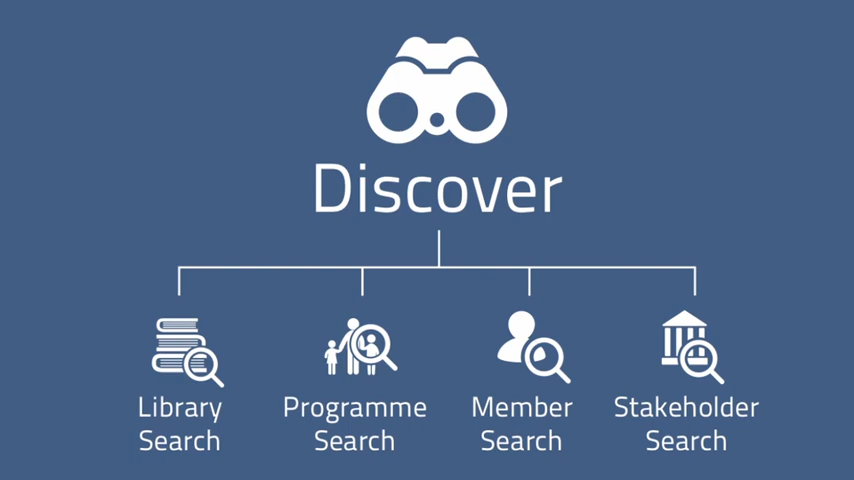 Discover
Library
Search
Programme
Search
Member
Search
Stakeholder
Search